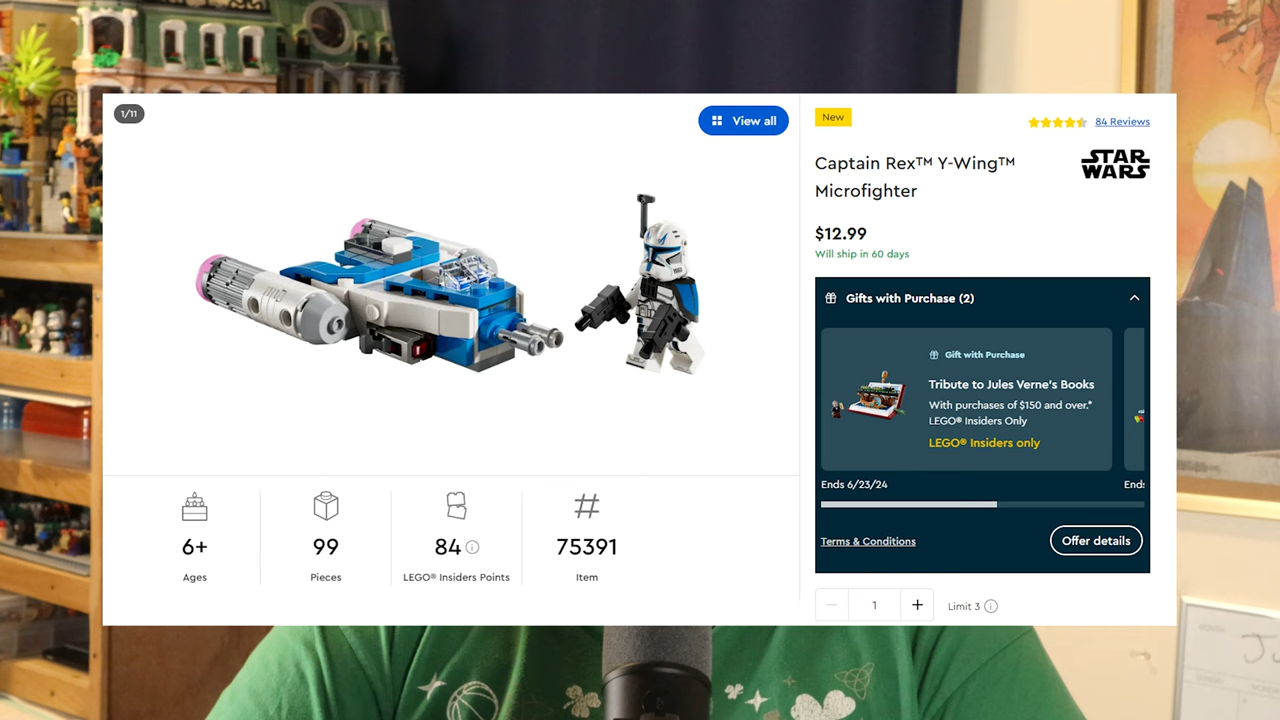 1/11
View all
New
84 Reviews
Captain Rex™ Y-Wing™
Microfighter
STAR
WARS
$12.99
Will ship in 60 days
Gifts with Purchase (2)
Gift with Purchase
Tribute to Jules Verne's Books
With purchases of $150 and over.*
LEGO® Insiders Only
LEGO® Insiders only
Ends 6/23/24
Ends
Terms & Conditions
Offer details
6+
Ages
99
Pieces
84
LEGO® Insiders Points
#
75391
Item
− 1 +
Limit 3